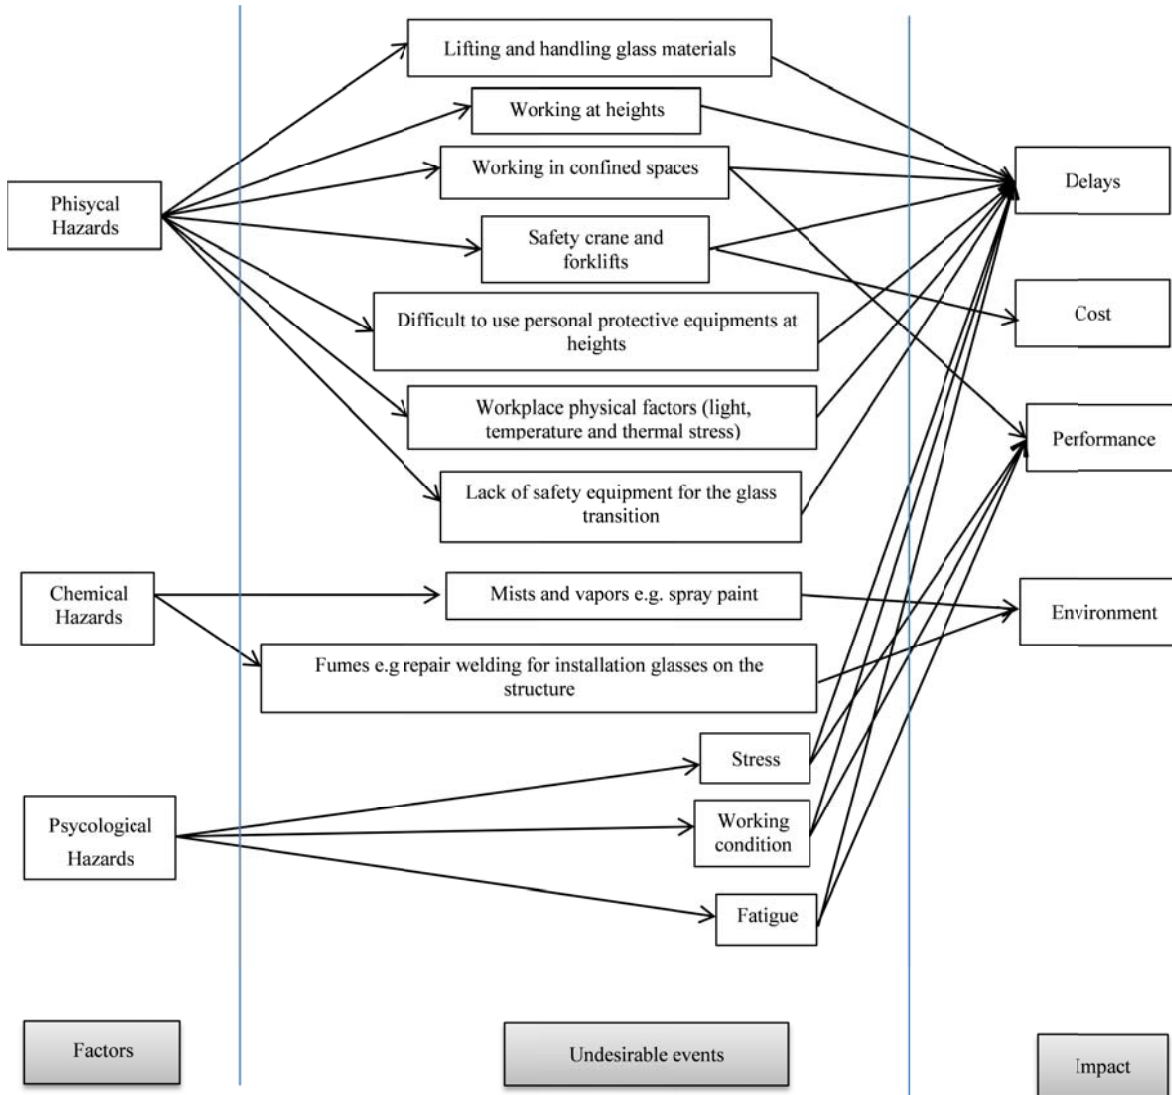 Lifting and handling glass materials
Working at heights
Working in confined spaces
Phisycal
Hazards
Safety crane and
forklifts
Difficult to use personal protective equipments at
heights
Workplace physical factors (light,
temperature and thermal stress)
Lack of safety equipment for the glass
transition
Delays
Cost
Performance
Chemical
Hazards
Mists and vapors e.g. spray paint
Fumes e.g repair welding for installation glasses on the
structure
Environment
Psycological
Hazards
Stress
Working
condition
Fatigue
Factors
Undesirable events
Impact